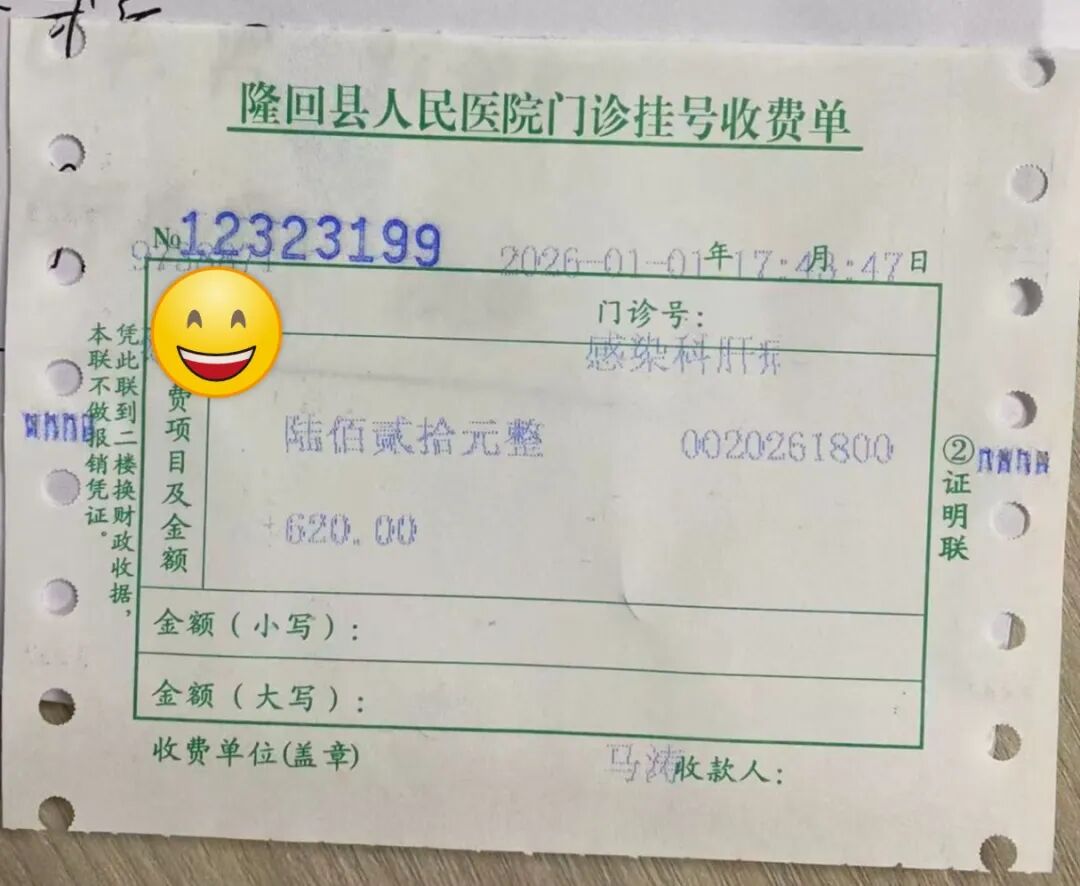 隆回县人民医院门诊挂号收费单
№12323199
2026-01-01年17:43月:47日
门诊号：
感染科肝
费项目及金额
陆佰贰拾元整
0020261800
620.00
金额（小写）：
金额（大写）：
收费单位(盖章)
马涛收款人：
凭此联到二楼换财政收据，
本联不做报销凭证。
②证明联